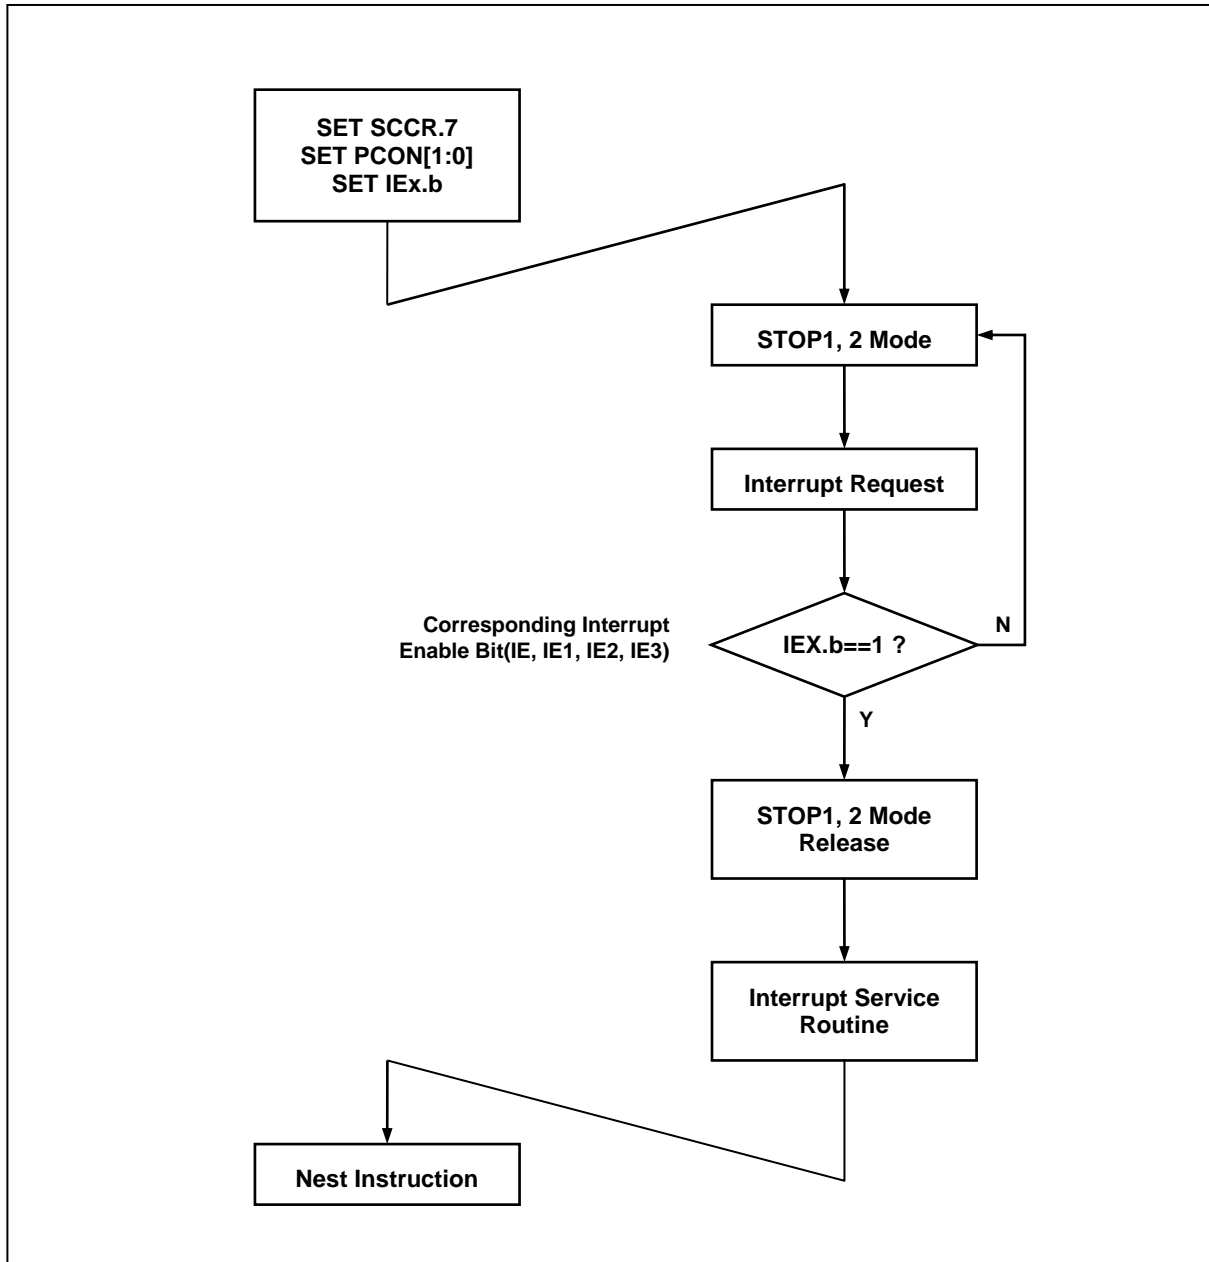 SET SCCR.7
SET PCON[1:0]
SET IEx.b
STOP1, 2 Mode
Interrupt Request
Corresponding Interrupt
Enable Bit(IE, IE1, IE2, IE3)
IEX.b==1 ?
N
Y
STOP1, 2 Mode
Release
Interrupt Service
Routine
Nest Instruction